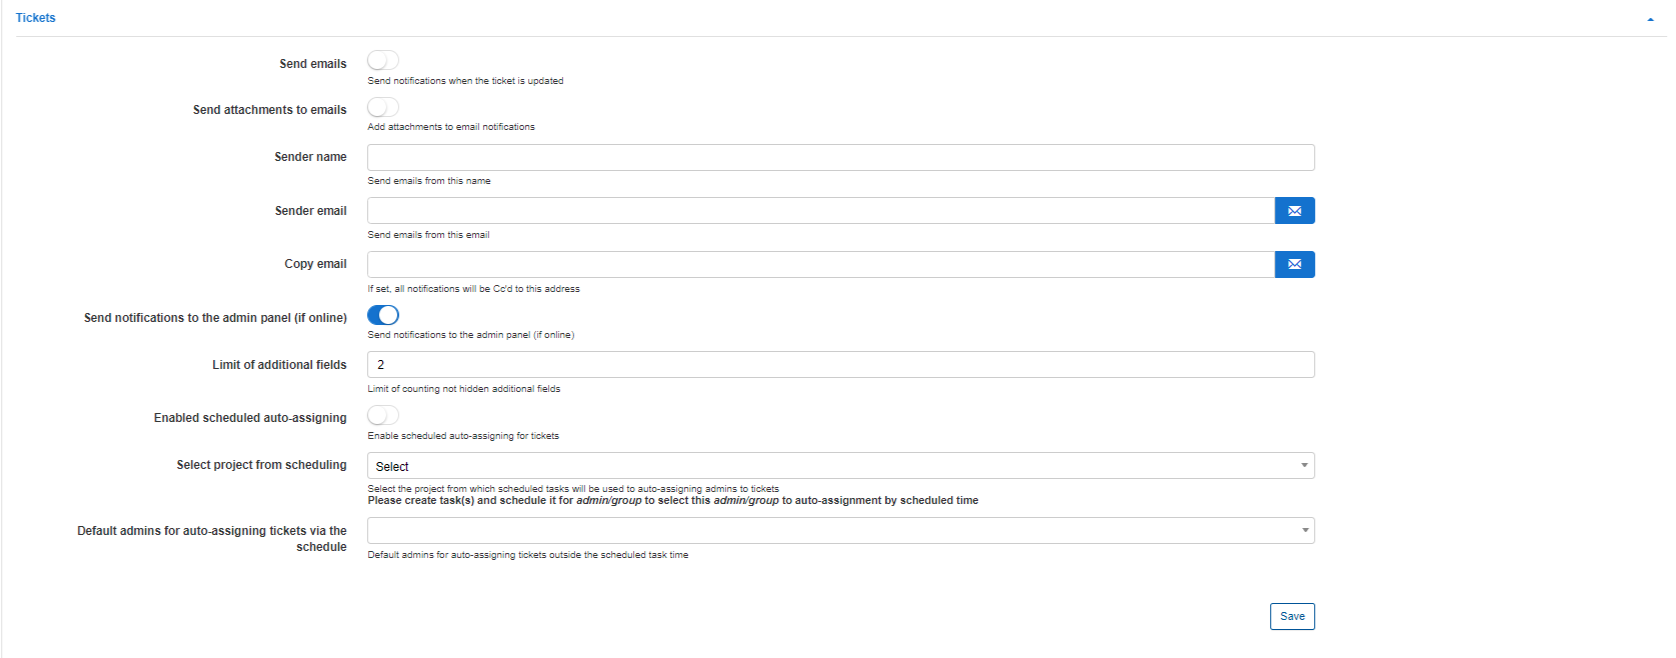 Tickets
Send emails
Send notifications when the ticket is updated
Send attachments to emails
Add attachments to email notifications
Sender name
Send emails from this name
Sender email
Send emails from this email
Copy email
If set, all notifications will be Cc'd to this address
Send notifications to the admin panel (if online)
Send notifications to the admin panel (if online)
Limit of additional fields
2
Limit of counting not hidden additional fields
Enabled scheduled auto-assigning
Enable scheduled auto-assigning for tickets
Select project from scheduling
Select
Select the project from which scheduled tasks will be used to auto-assigning admins to tickets
Please create task(s) and schedule it for admin/group to select this admin/group to auto-assignment by scheduled time
Default admins for auto-assigning tickets via the
schedule
Default admins for auto-assigning tickets outside the scheduled task time
Save